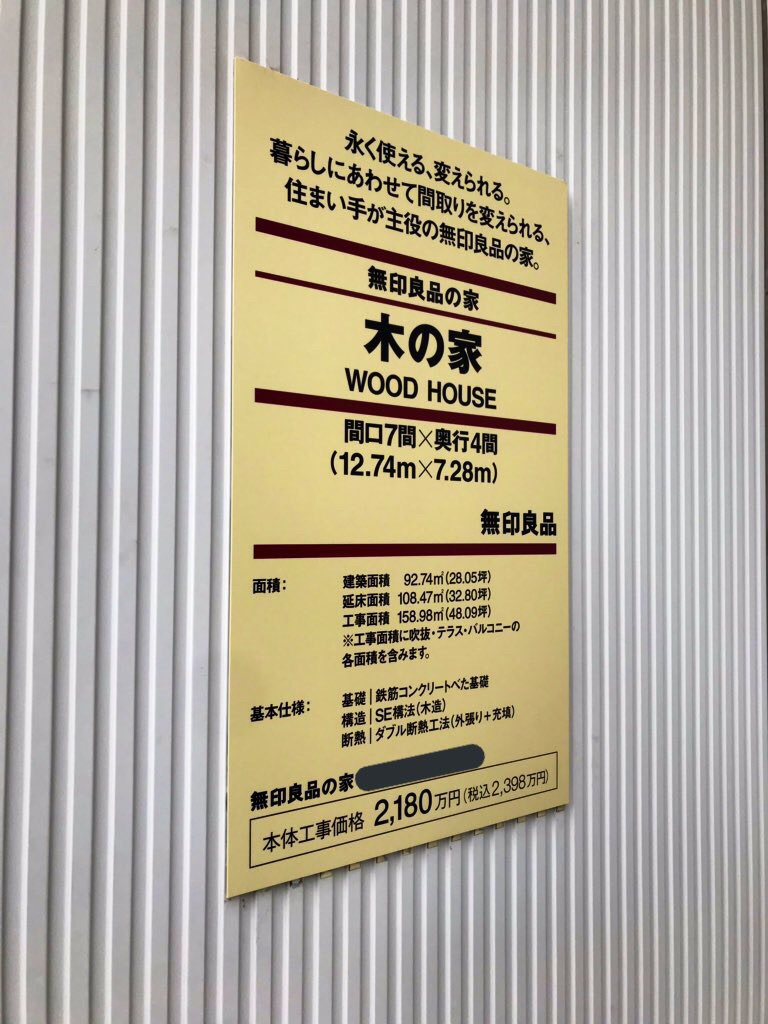 永く使える、変えられる。
暮らしにあわせて間取りを変えられる、
住まい手が主役の無印良品の家。
無印良品の家
木の家
WOOD HOUSE
間口7間×奥行4間
(12.74m×7.28m)
無印良品
面積: 建築面積 92.74㎡(28.05坪)
延床面積 108.47㎡(32.80坪)
工事面積 158.98㎡(48.09坪)
※工事面積に吹抜・テラス・バルコニーの
各面積を含みます。
基本仕様: 基礎|鉄筋コンクリートべた基礎
構造|SE構法(木造)
断熱|ダブル断熱工法(外張り+充填)
無印良品の家
本体工事価格 2,180万円(税込2,398万円)